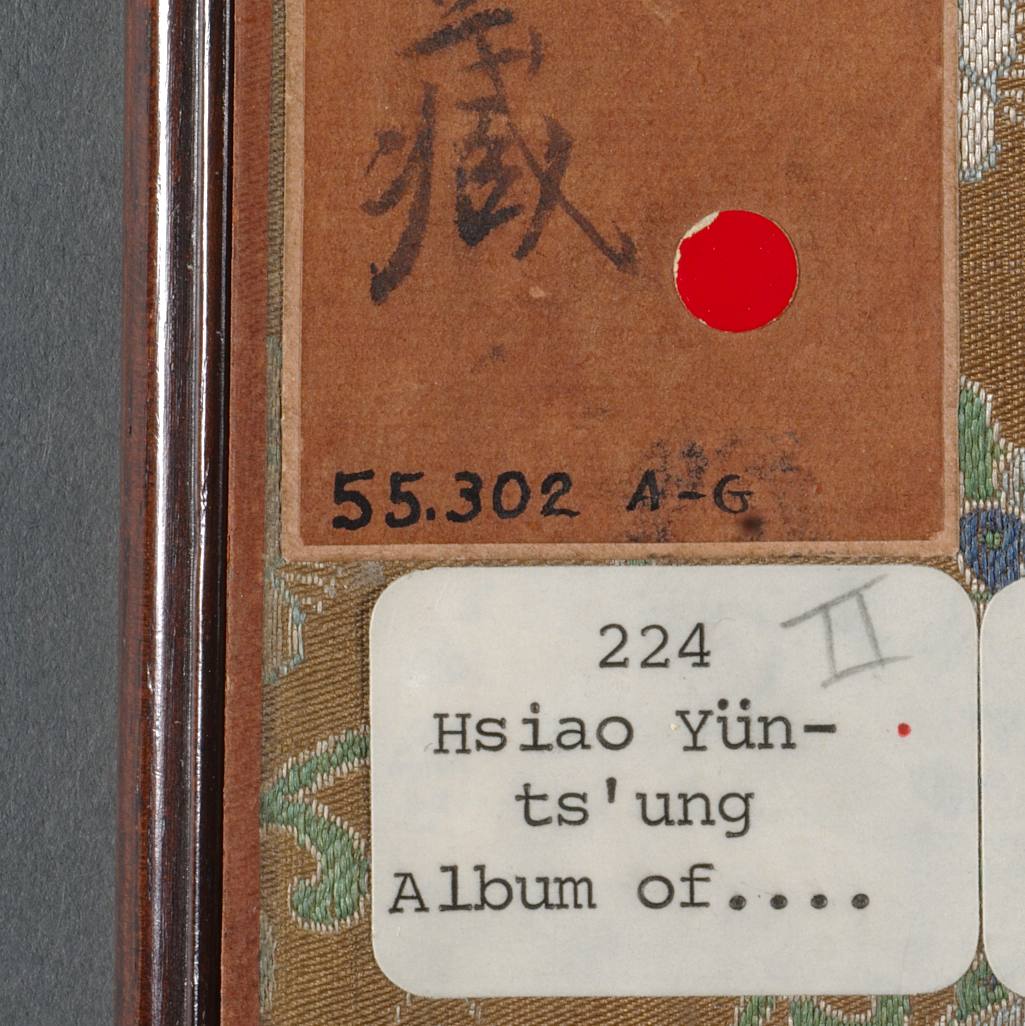 藏
55.302 A-G
224 II
Hsiao Yün-
ts'ung
Album of....